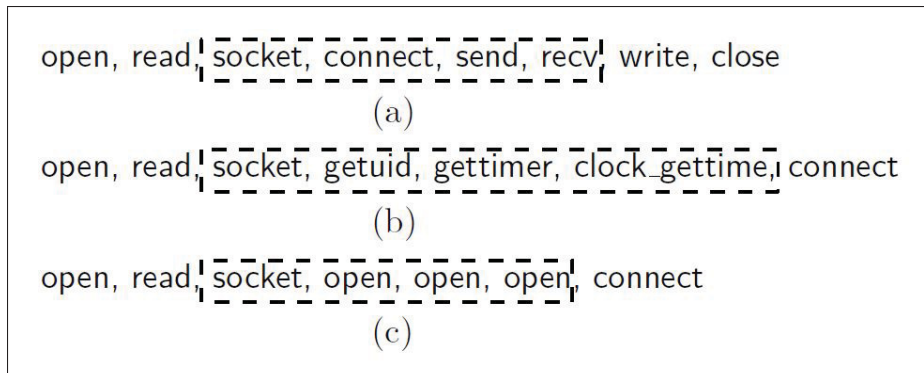 open, read, socket, connect, send, recv, write, close
(a)
open, read, socket, getuid, gettimer, clock_gettime, connect
(b)
open, read, socket, open, open, open, connect
(c)